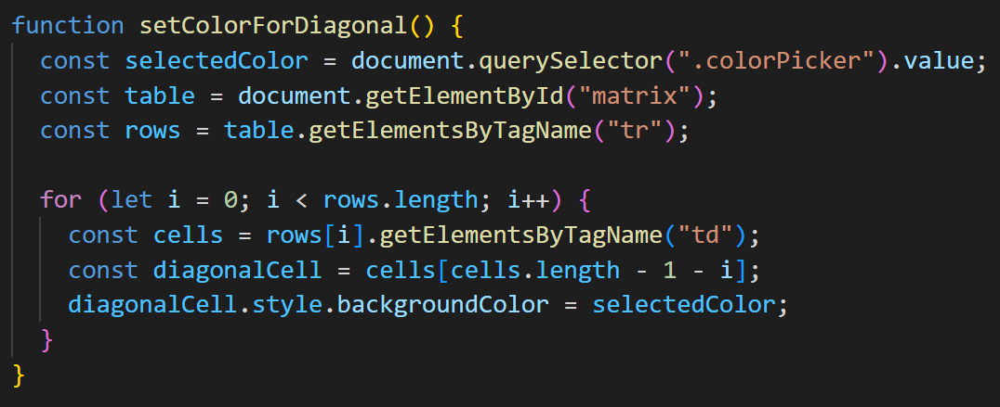 function setColorForDiagonal() {
  const selectedColor = document.querySelector(".colorPicker").value;
  const table = document.getElementById("matrix");
  const rows = table.getElementsByTagName("tr");

  for (let i = 0; i < rows.length; i++) {
    const cells = rows[i].getElementsByTagName("td");
    const diagonalCell = cells[cells.length - 1 - i];
    diagonalCell.style.backgroundColor = selectedColor;
  }
}